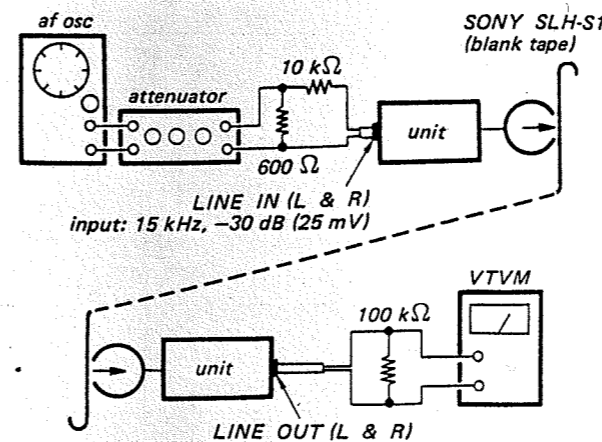 af osc
SONY SLH-S1
(blank tape)
10 kΩ
attenuator
unit
600 Ω
LINE IN (L & R)
input: 15 kHz, −30 dB (25 mV)
VTVM
100 kΩ
unit
LINE OUT (L & R)